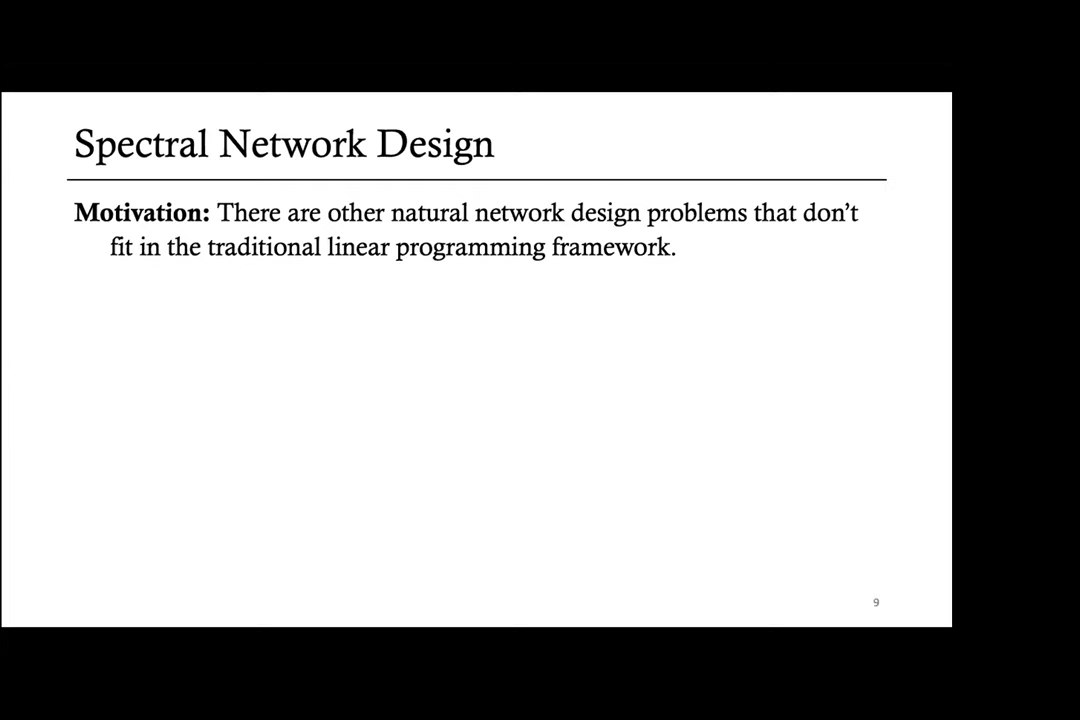 Spectral Network Design
Motivation: There are other natural network design problems that don’t
fit in the traditional linear programming framework.
9